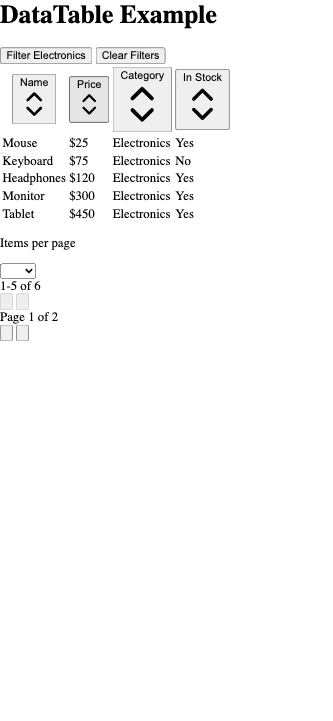 DataTable Example
Filter Electronics Clear Filters
Name Price Category In Stock
Mouse $25 Electronics Yes
Keyboard $75 Electronics No
Headphones $120 Electronics Yes
Monitor $300 Electronics Yes
Tablet $450 Electronics Yes
Items per page
1-5 of 6
Page 1 of 2